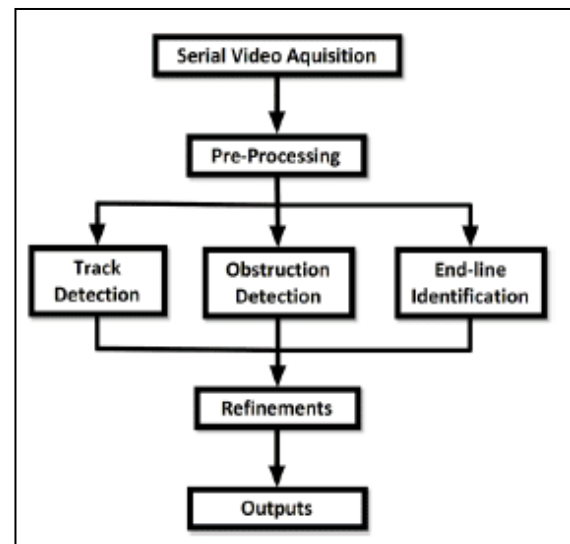 Serial Video Aquisition
Pre-Processing
Track
Detection
Obstruction
Detection
End-line
Identification
Refinements
Outputs